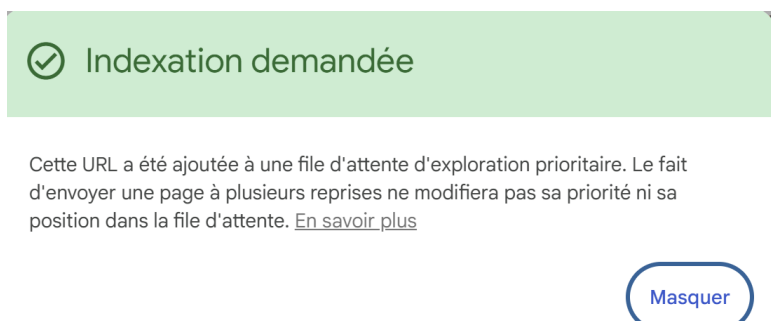 Indexation demandée
Cette URL a été ajoutée à une file d'attente d'exploration prioritaire. Le fait
d'envoyer une page à plusieurs reprises ne modifiera pas sa priorité ni sa
position dans la file d'attente. En savoir plus
Masquer